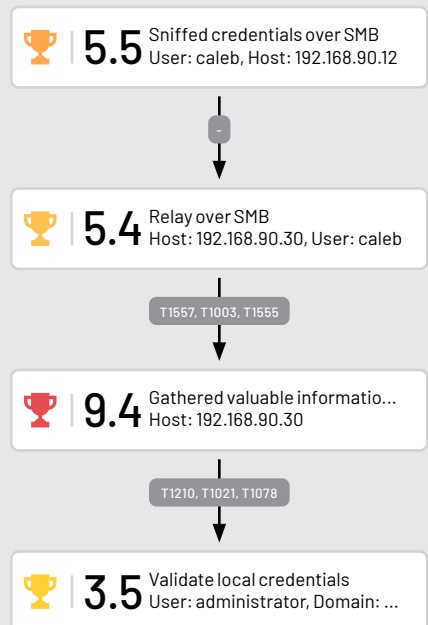 5.5
Sniffed credentials over SMB
User: caleb, Host: 192.168.90.12
-
5.4
Relay over SMB
Host: 192.168.90.30, User: caleb
T1557, T1003, T1555
9.4
Gathered valuable informatio...
Host: 192.168.90.30
T1210, T1021, T1078
3.5
Validate local credentials
User: administrator, Domain: ...